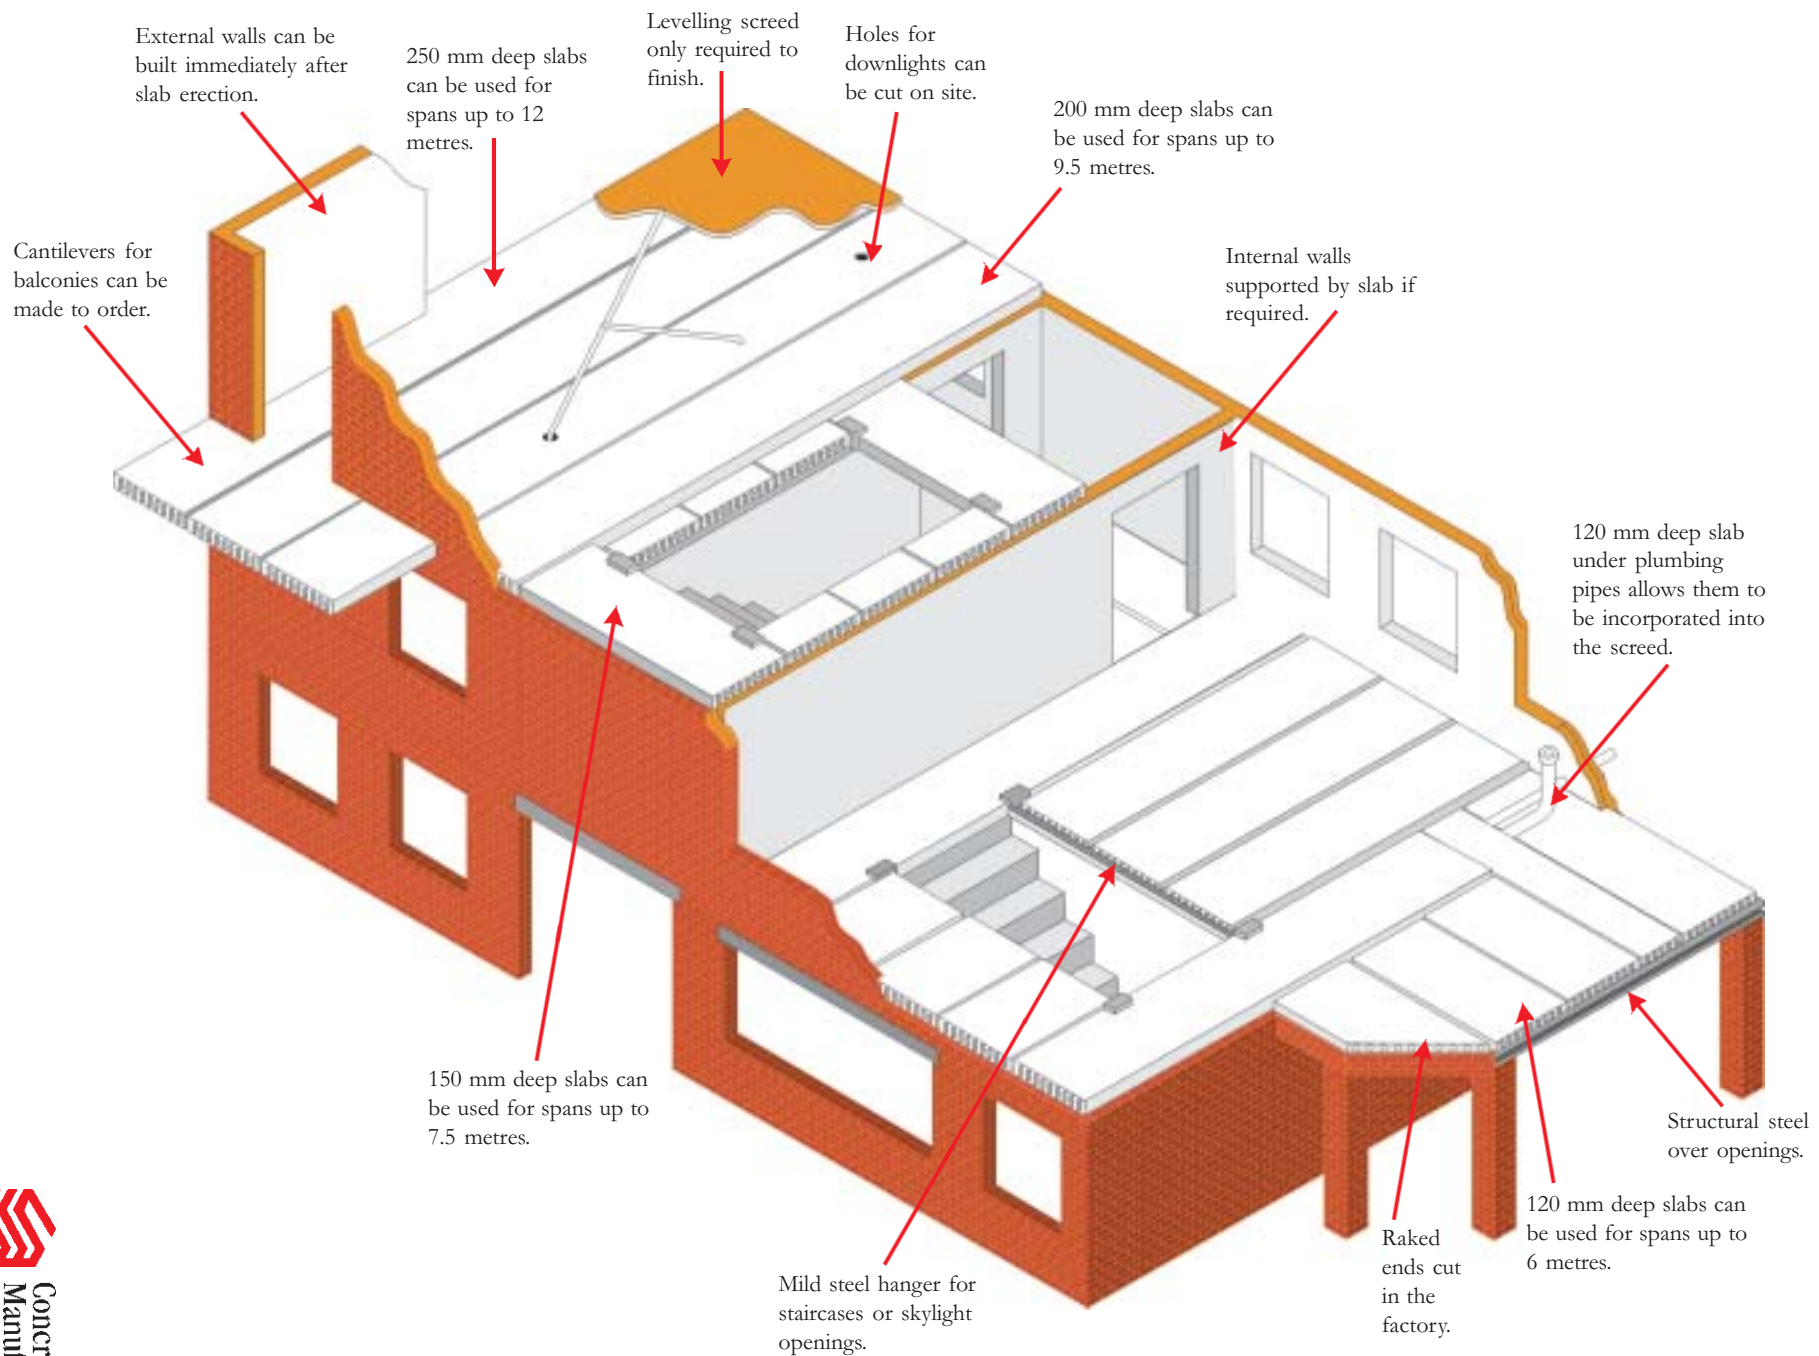 External walls can be
built immediately after
slab erection.
250 mm deep slabs
can be used for
spans up to 12
metres.
Levelling screed
only required to
finish.
Holes for
downlights can
be cut on site.
200 mm deep slabs can
be used for spans up to
9.5 metres.
Cantilevers for
balconies can be
made to order.
Internal walls
supported by slab if
required.
120 mm deep slab
under plumbing
pipes allows them to
be incorporated into
the screed.
150 mm deep slabs can
be used for spans up to
7.5 metres.
Structural steel
over openings.
120 mm deep slabs can
be used for spans up to
6 metres.
Raked
ends cut
in the
factory.
Mild steel hanger for
staircases or skylight
openings.